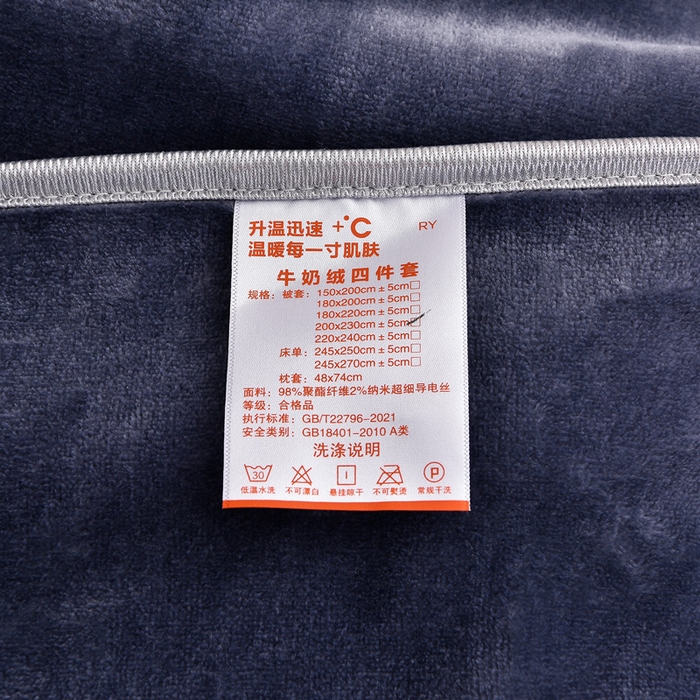 升温迅速 +°C RY
温暖每一寸肌肤
牛奶绒四件套
规格: 被套: 150x200cm±5cm□
180x200cm±5cm□
180x220cm±5cm□
200x230cm±5cm□
220x240cm±5cm□
床单: 245x250cm±5cm□
245x270cm±5cm□
枕套: 48x74cm
面料: 98%聚酯纤维2%纳米超细导电丝
等级: 合格品
执行标准: GB/T22796-2021
安全类别: GB18401-2010 A类
洗涤说明
30 P
低温水洗 不可漂白 悬挂晾干 不可熨烫 常规干洗